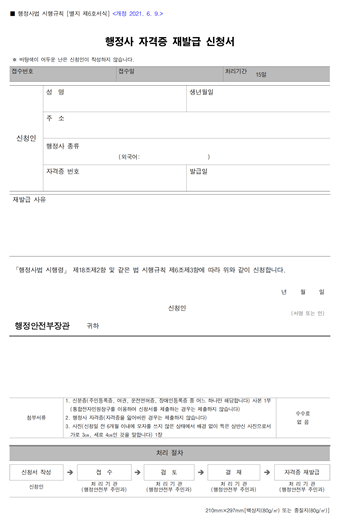 ■ 행정사법 시행규칙 [별지 제6호서식] <개정 2021. 6. 9.>
행정사 자격증 재발급 신청서
※ 바탕색이 어두운 난은 신청인이 작성하지 않습니다.
접수번호 접수일 처리기간 15일
신청인
성 명 생년월일
주 소
행정사 종류
(외국어: )
자격증 번호 발급일
재발급 사유
「행정사법 시행령」 제18조제2항 및 같은 법 시행규칙 제6조제3항에 따라 위와 같이 신청합니다.
년 월 일
신청인
(서명 또는 인)
행정안전부장관 귀하
첨부서류
1. 신분증(주민등록증, 여권, 운전면허증, 장애인등록증 중 어느 하나만 해당합니다) 사본 1부
(통합전자민원창구를 이용하여 신청서를 제출하는 경우는 제출하지 않습니다)
2. 행정사 자격증(자격증을 잃어버린 경우는 제출하지 않습니다)
3. 사진(신청일 전 6개월 이내에 모자를 쓰지 않은 상태에서 배경 없이 찍은 상반신 사진으로서
가로 3㎝, 세로 4㎝인 것을 말합니다) 1장
수수료
없 음
처리 절차
신청서 작성 → 접 수 → 검 토 → 결 재 → 자격증 재발급
신청인
처 리 기 관
(행정안전부 주민과)
처 리 기 관
(행정안전부 주민과)
처 리 기 관
(행정안전부 주민과)
처 리 기 관
(행정안전부 주민과)
210mm×297mm[백상지(80g/㎡) 또는 중질지(80g/㎡)]